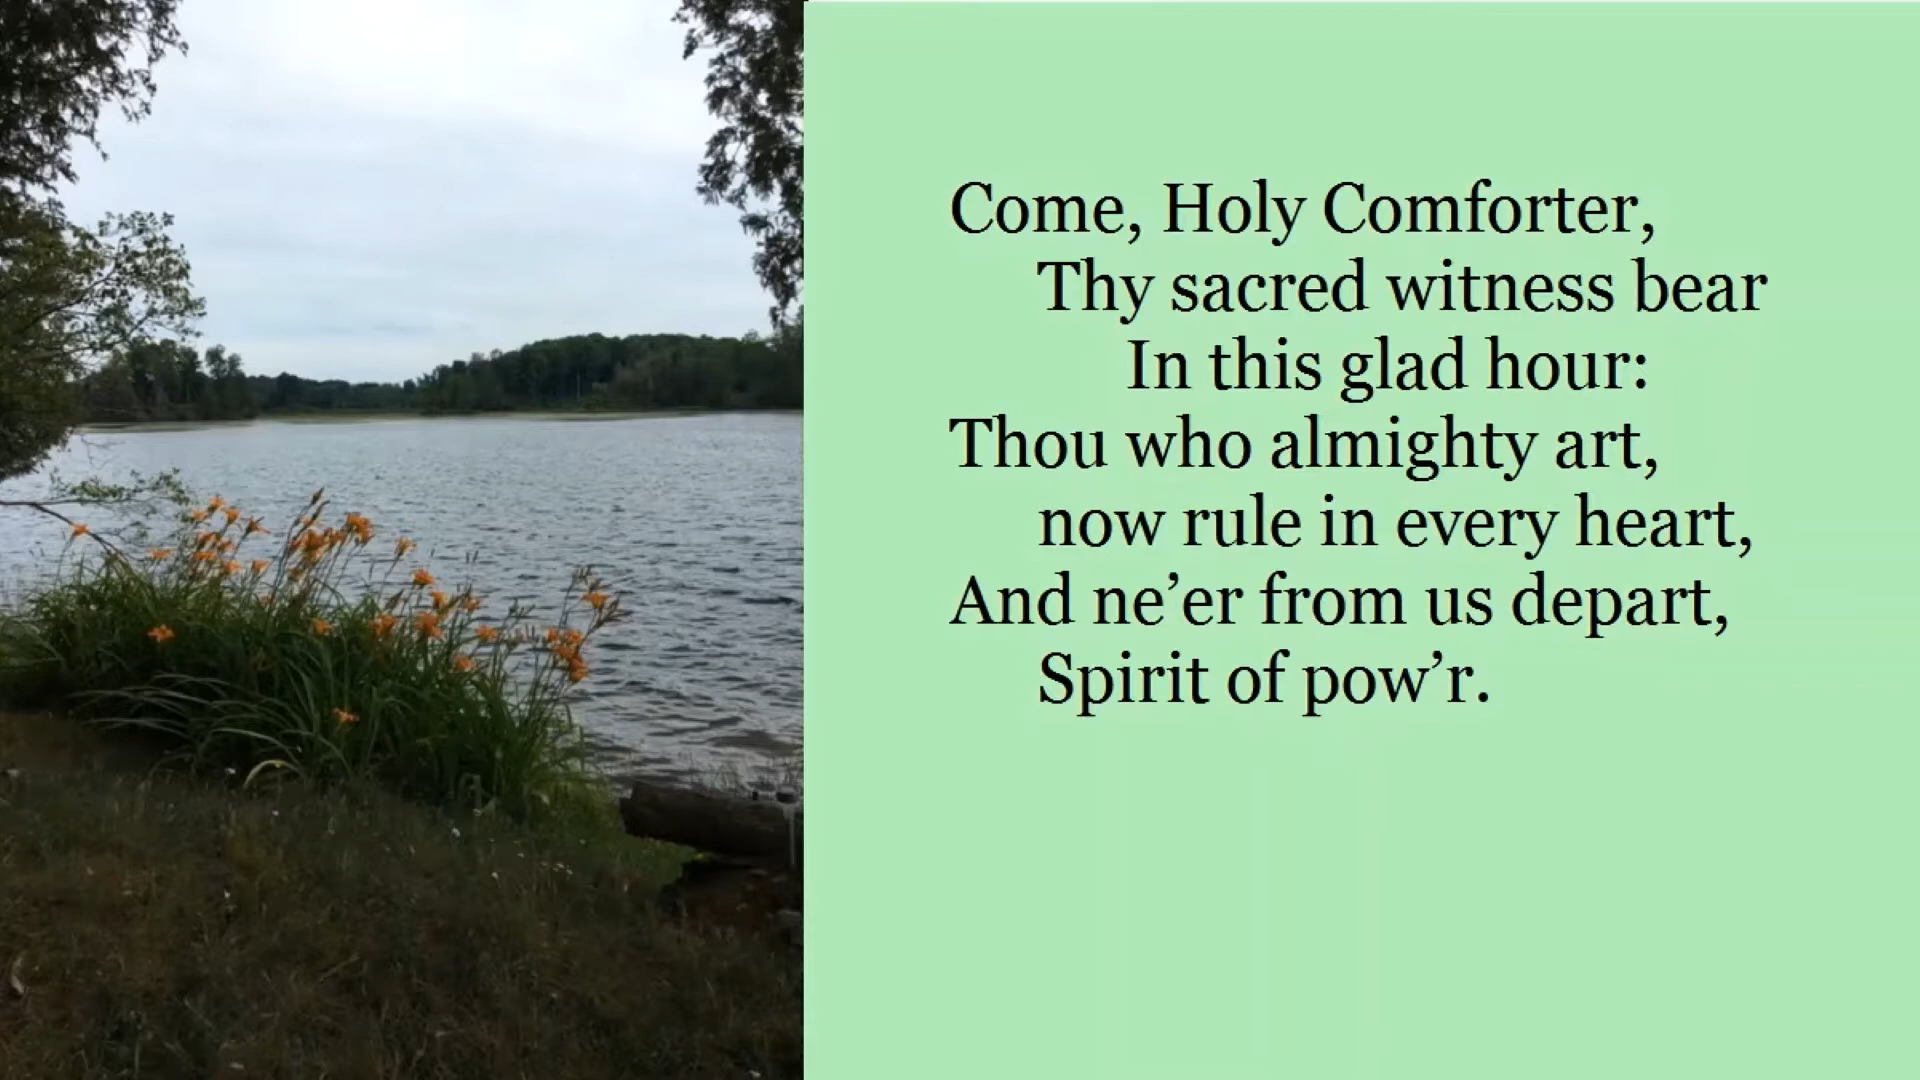 Come, Holy Comforter,
Thy sacred witness bear
In this glad hour:
Thou who almighty art,
now rule in every heart,
And ne’er from us depart,
Spirit of pow’r.